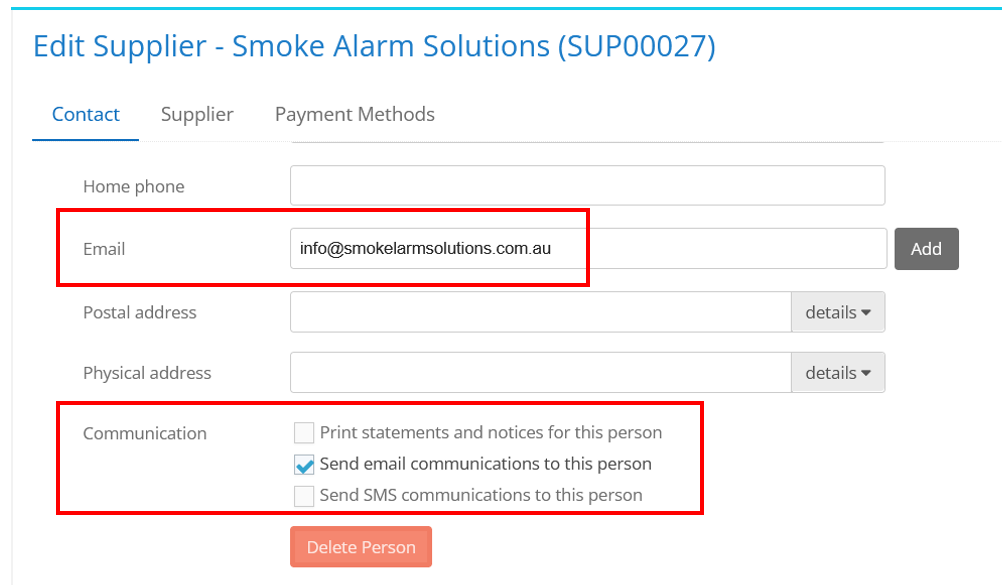 Edit Supplier - Smoke Alarm Solutions (SUP00027)
Contact Supplier Payment Methods
Home phone
Email info@smokelarmsolutions.com.au Add
Postal address details
Physical address details
Communication Print statements and notices for this person
Send email communications to this person
Send SMS communications to this person
Delete Person